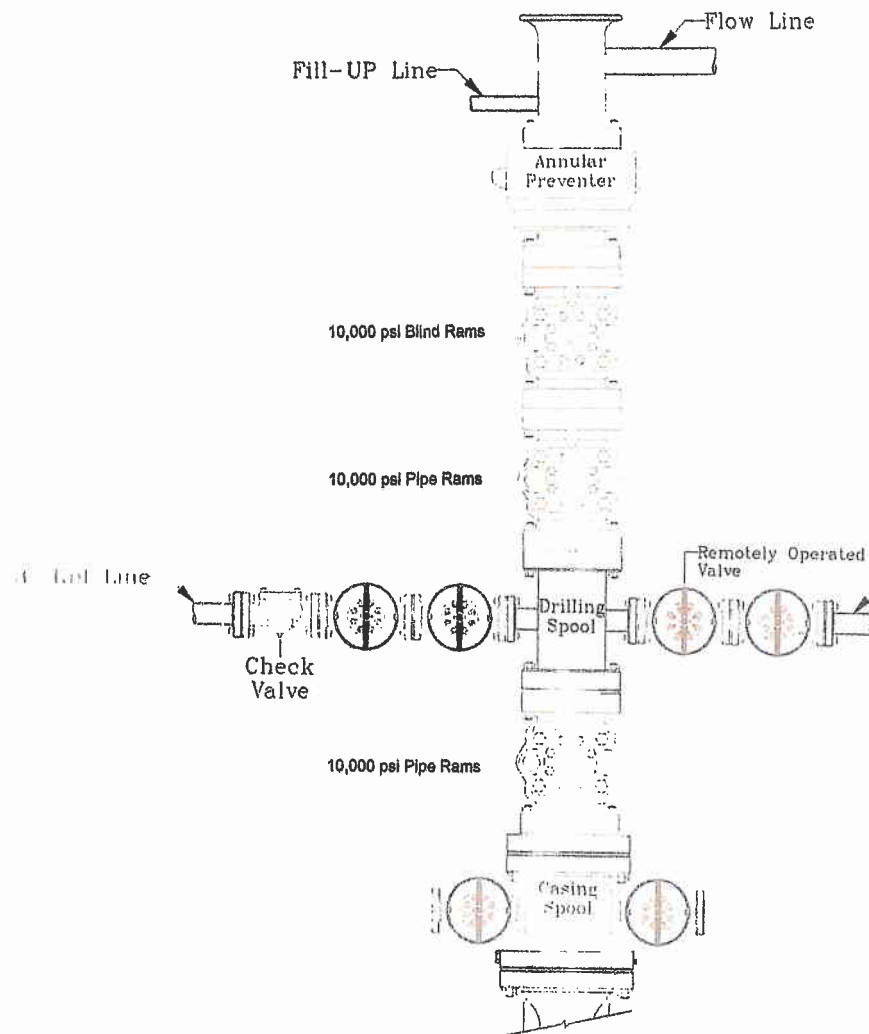 Flow Line
Fill-UP Line
Annular
Preventer
10,000 psi Blind Rams
10,000 psi Pipe Rams
Remotely Operated
Valve
Line
Drilling
Spool
Check
Valve
10,000 psi Pipe Rams
Casing
Spool